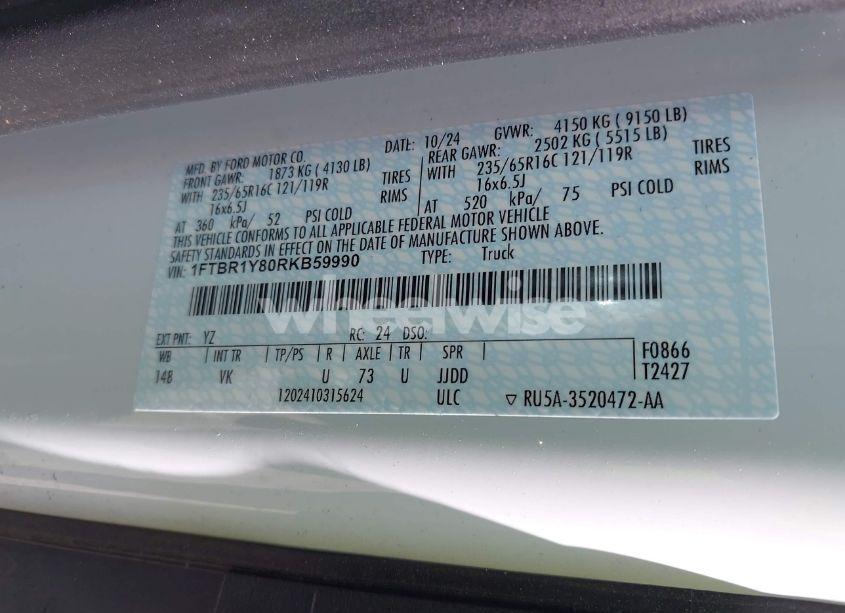 MFD. BY FORD MOTOR CO.
DATE: 10/24 GVWR: 4150 KG ( 9150 LB)
FRONT GAWR: 1873 KG ( 4130 LB)
REAR GAWR: 2502 KG ( 5515 LB)
WITH 235/65R16C 121/119R TIRES
WITH 235/65R16C 121/119R TIRES
16x6.5J RIMS
16x6.5J RIMS
AT 360 kPa/ 52 PSI COLD
AT 520 kPa/ 75 PSI COLD
THIS VEHICLE CONFORMS TO ALL APPLICABLE FEDERAL MOTOR VEHICLE
SAFETY STANDARDS IN EFFECT ON THE DATE OF MANUFACTURE SHOWN ABOVE.
VIN: 1FTBR1Y80RKB59990 TYPE: Truck
wheelwise
EXT PNT: YZ RC: 24 DSO:
WB INT TR TP/PS R AXLE TR SPR F0866
148 VK U 73 U JJDD T2427
1202410315624 ULC ▽ RU5A-3520472-AA